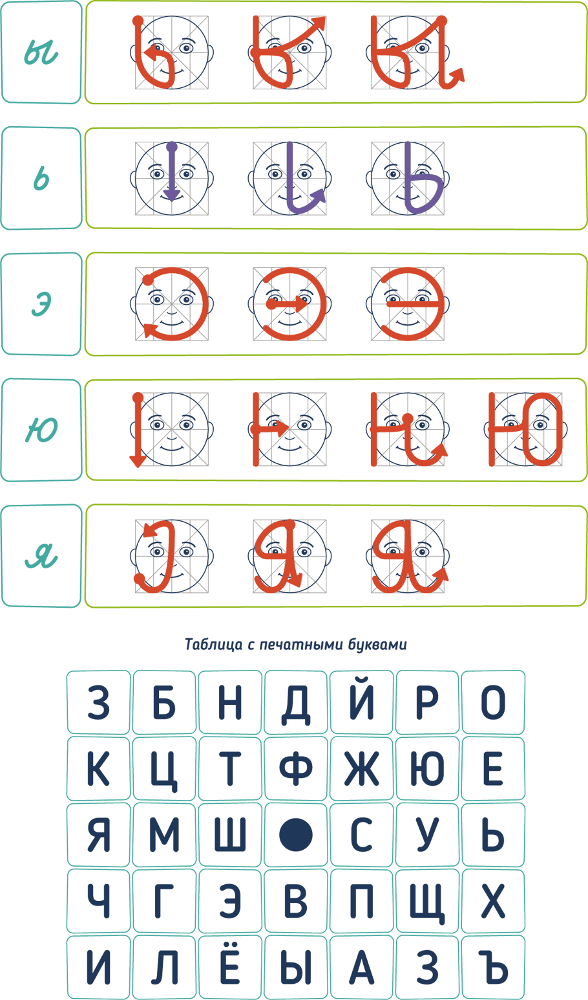 ы
ь
э
ю
я
Таблица с печатными буквами
З Б Н Д Й Р О
К Ц Т Ф Ж Ю Е
Я М Ш ● С У Ь
Ч Г Э В П Щ Х
И Л Ё Ы А З Ъ